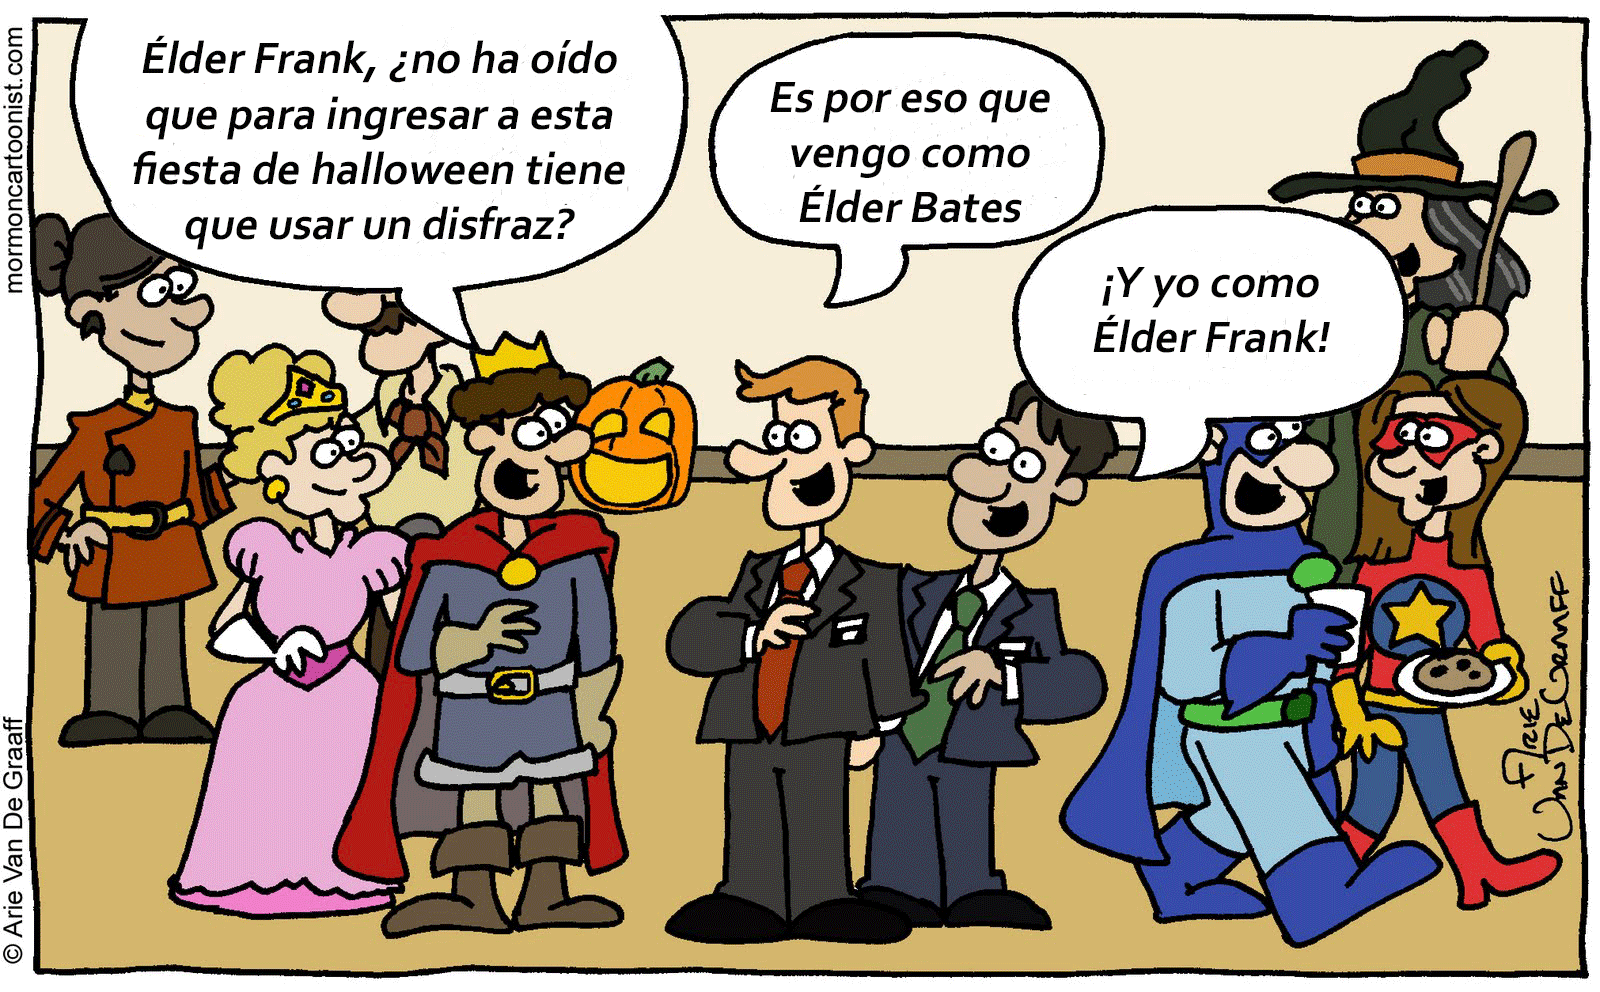 Élder Frank, ¿no ha oído
que para ingresar a esta
fiesta de halloween tiene
que usar un disfraz?
Es por eso que
vengo como
Élder Bates
¡Y yo como
Élder Frank!
mormoncartoonist.com
© Arie Van De Graaff
ARIE
VAN DE GRAAFF